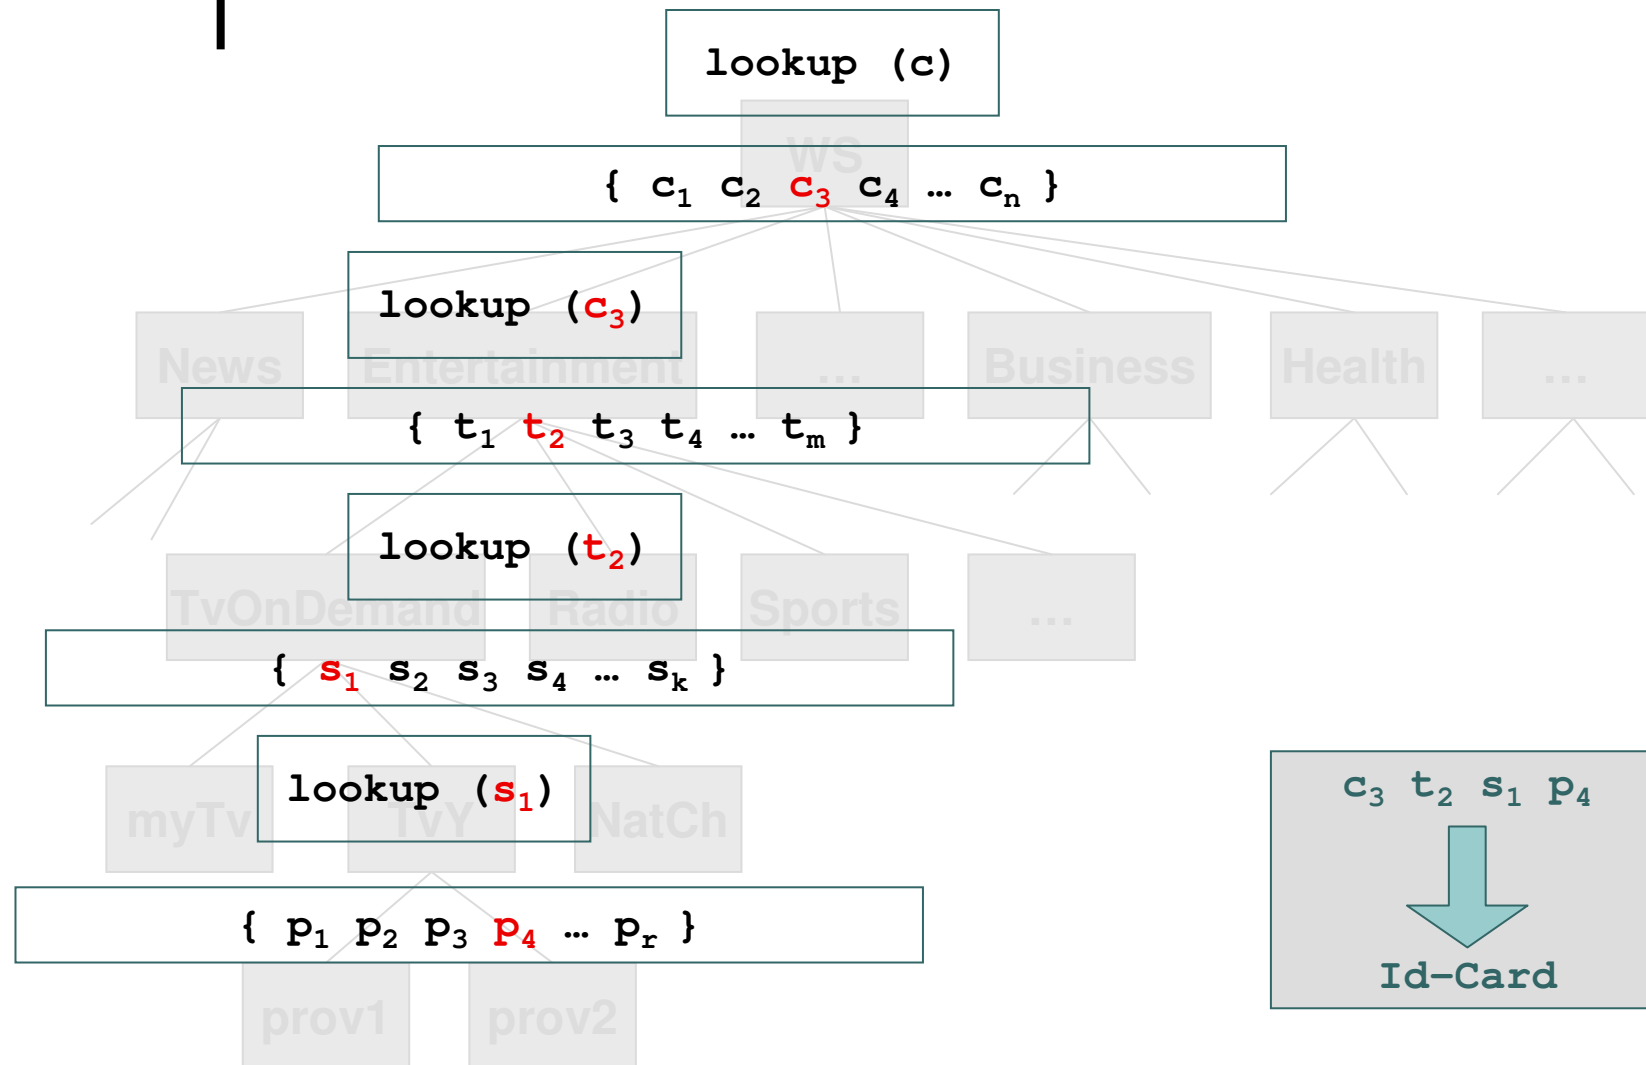 lookup (c)
WS
{ c1 c2 c3 c4 … cn }
lookup (c3)
News Entertainment … Business Health …
{ t1 t2 t3 t4 … tm }
lookup (t2)
TvOnDemand Radio Sports …
{ s1 s2 s3 s4 … sk }
lookup (s1)
myTv TvY NatCh
c3 t2 s1 p4
{ p1 p2 p3 p4 … pr }
Id-Card
prov1 prov2